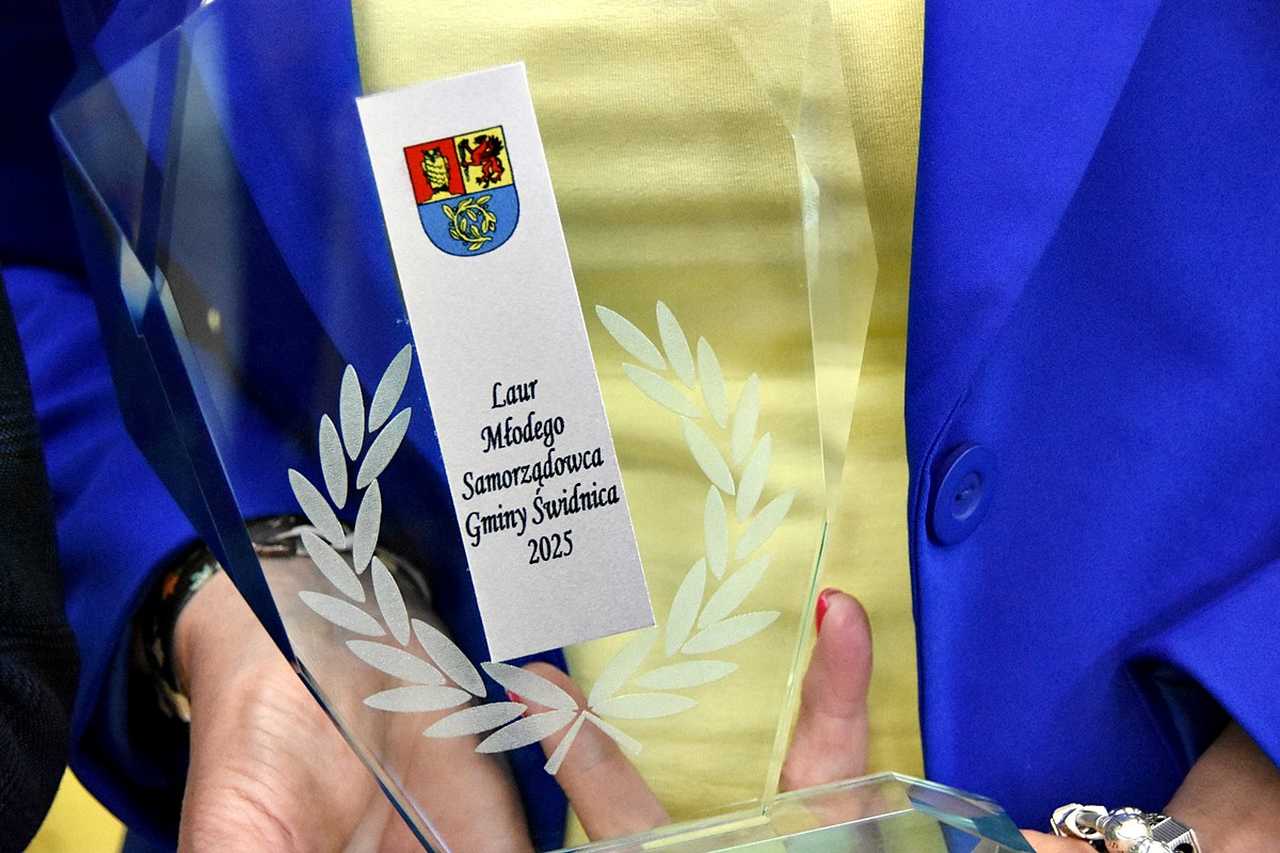 Laur
Młodego
Samorządowca
Gminy Świdnica
2025